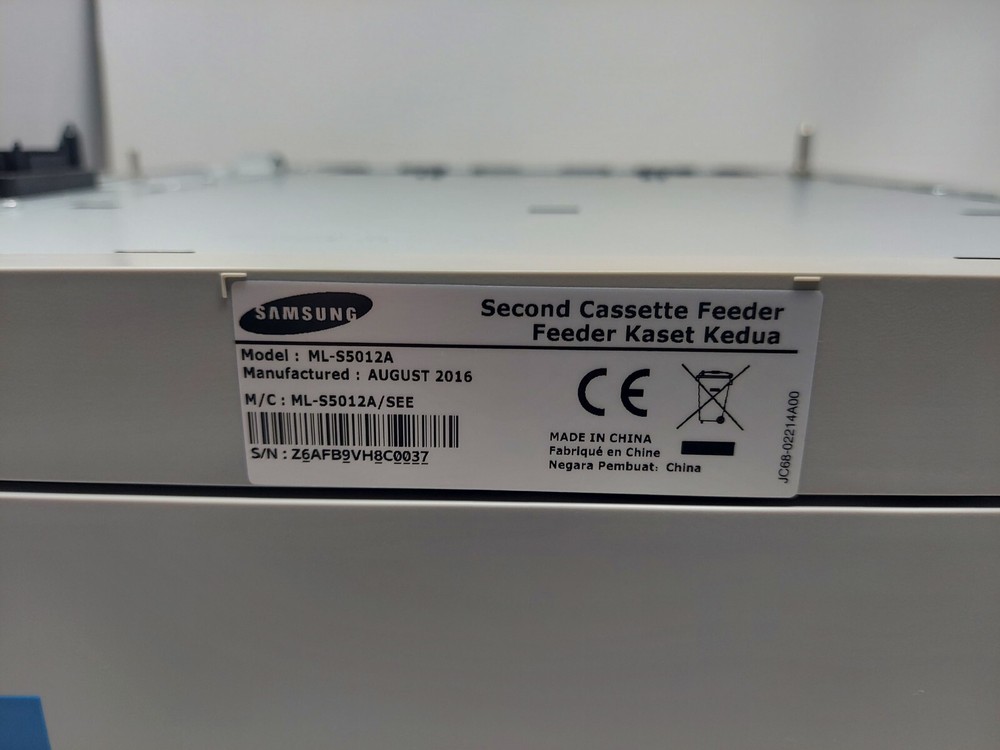 SAMSUNG
Second Cassette Feeder
Feeder Kaset Kedua
Model : ML-S5012A
Manufactured : AUGUST 2016
M/C : ML-S5012A/SEE
S/N : Z6AFB9VH8C0037
CE
MADE IN CHINA
Fabriqué en Chine
Negara Pembuat: China
JC68-02214A00